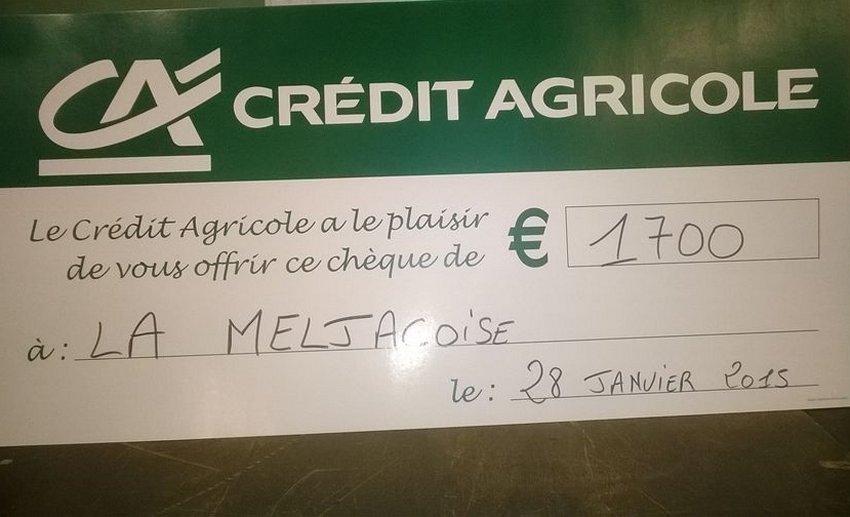 CA CRÉDIT AGRICOLE
Le Crédit Agricole a le plaisir
de vous offrir ce chèque de € 1700
à : LA MELJACOISE
le : 28 JANVIER 2015